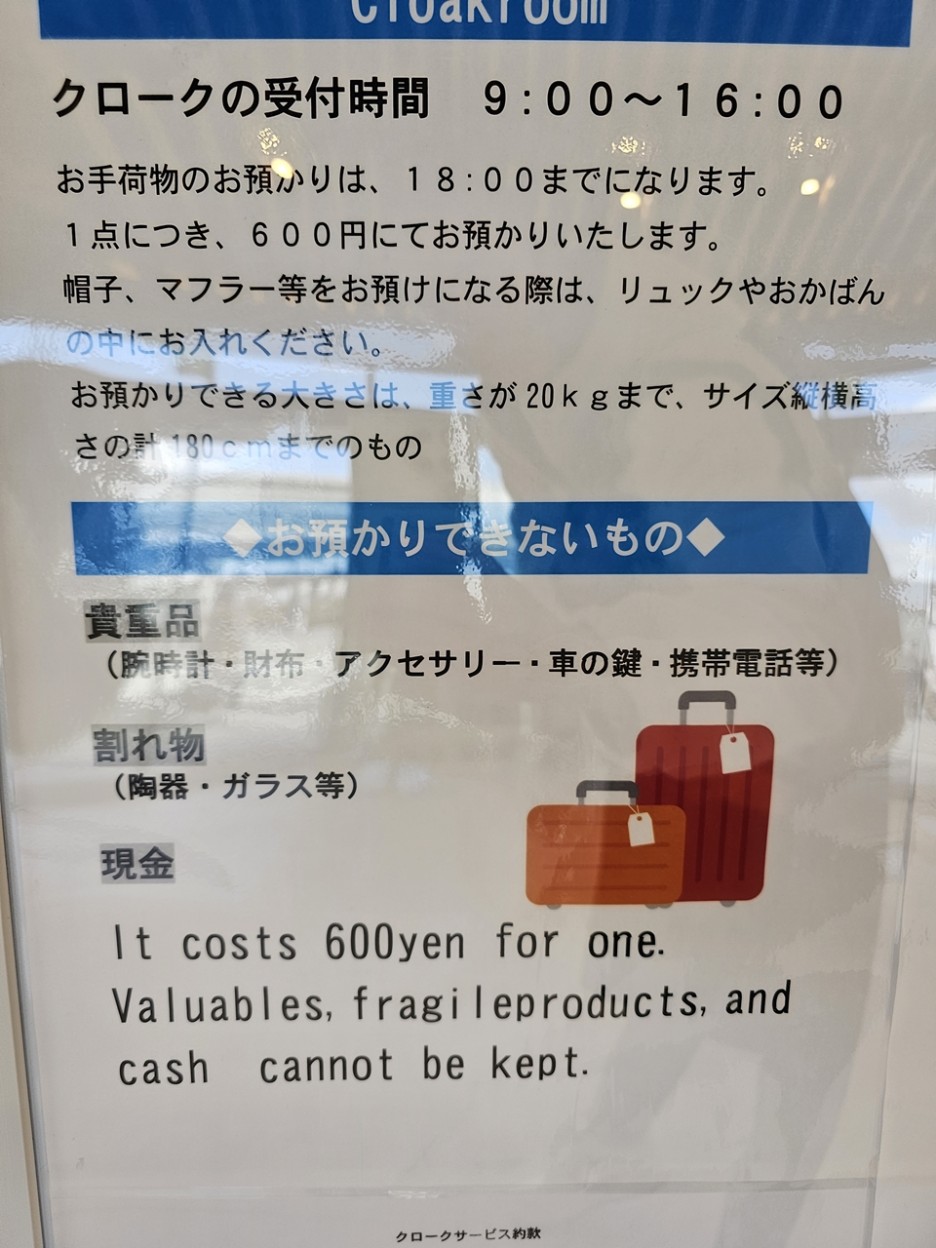 Cloakroom
クロークの受付時間　９:００～１６:００
お手荷物のお預かりは、１８:００までになります。
１点につき、６００円にてお預かりいたします。
帽子、マフラー等をお預けになる際は、リュックやおかばん
の中にお入れください。
お預かりできる大きさは、重さが20ｋｇまで、サイズ縦横高
さの計180ｃｍまでのもの
◆お預かりできないもの◆
貴重品
（腕時計・財布・アクセサリー・車の鍵・携帯電話等）
割れ物
（陶器・ガラス等）
現金
It costs 600yen for one.
Valuables, fragileproducts, and
cash　cannot be kept.
クロークサービス約款